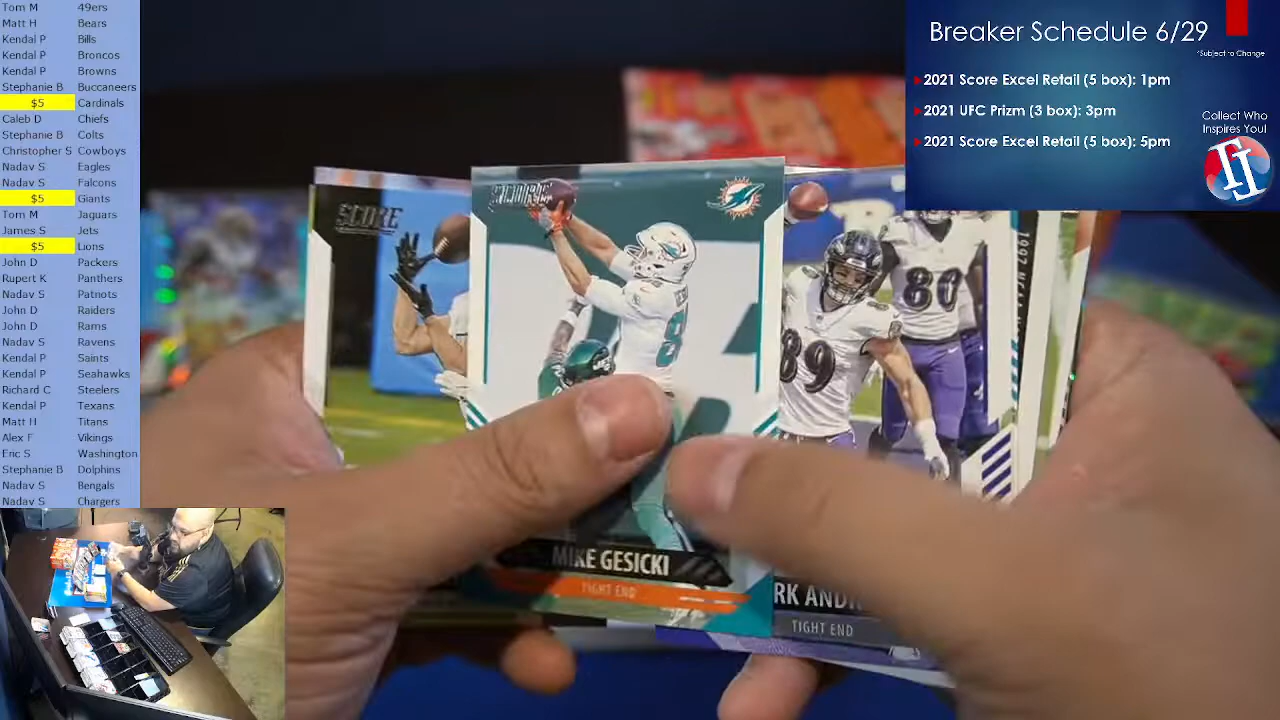 Tom M 49ers
Matt H Bears
Kendal P Bills
Kendal P Broncos
Kendal P Browns
Stephanie B Buccaneers
$5 Cardinals
Caleb D Chiefs
Stephanie B Colts
Christopher S Cowboys
Nadav S Eagles
Nadav S Falcons
$5 Giants
Tom M Jaguars
James S Jets
$5 Lions
John D Packers
Rupert K Panthers
Nadav S Patriots
John D Raiders
John D Rams
Nadav S Ravens
Kendal P Saints
Kendal P Seahawks
Richard C Steelers
Kendal P Texans
Matt H Titans
Alex F Vikings
Eric S Washington
Stephanie B Dolphins
Nadav S Bengals
Nadav S Chargers
Breaker Schedule 6/29
*Subject to Change
2021 Score Excel Retail (5 box): 1pm
2021 UFC Prizm (3 box): 3pm
2021 Score Excel Retail (5 box): 5pm
Collect Who
Inspires You!
SCORE
SCORE
80
89
8
MIKE GESICKI
TIGHT END
RK ANDR
TIGHT END